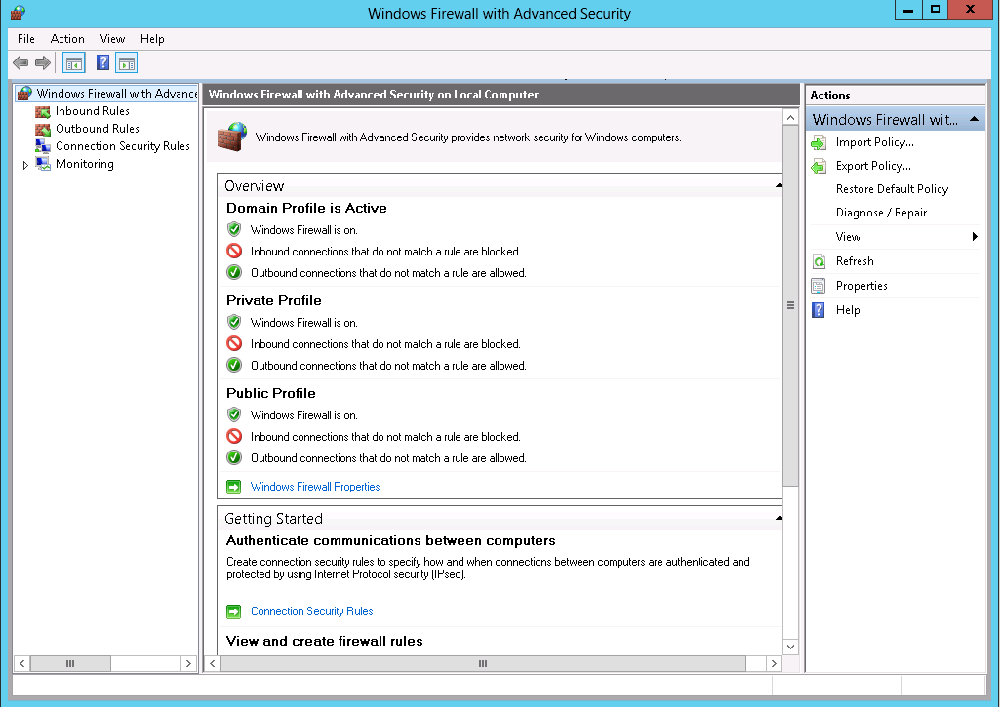 Windows Firewall with Advanced Security
File Action View Help
Windows Firewall with Advance
Inbound Rules
Outbound Rules
Connection Security Rules
Monitoring
Windows Firewall with Advanced Security on Local Computer
Windows Firewall with Advanced Security provides network security for Windows computers.
Overview
Domain Profile is Active
Windows Firewall is on.
Inbound connections that do not match a rule are blocked.
Outbound connections that do not match a rule are allowed.
Private Profile
Windows Firewall is on.
Inbound connections that do not match a rule are blocked.
Outbound connections that do not match a rule are allowed.
Public Profile
Windows Firewall is on.
Inbound connections that do not match a rule are blocked.
Outbound connections that do not match a rule are allowed.
Windows Firewall Properties
Getting Started
Authenticate communications between computers
Create connection security rules to specify how and when connections between computers are authenticated and
protected by using Internet Protocol security (IPsec).
Connection Security Rules
View and create firewall rules
Actions
Windows Firewall wit...
Import Policy...
Export Policy...
Restore Default Policy
Diagnose / Repair
View
Refresh
Properties
Help